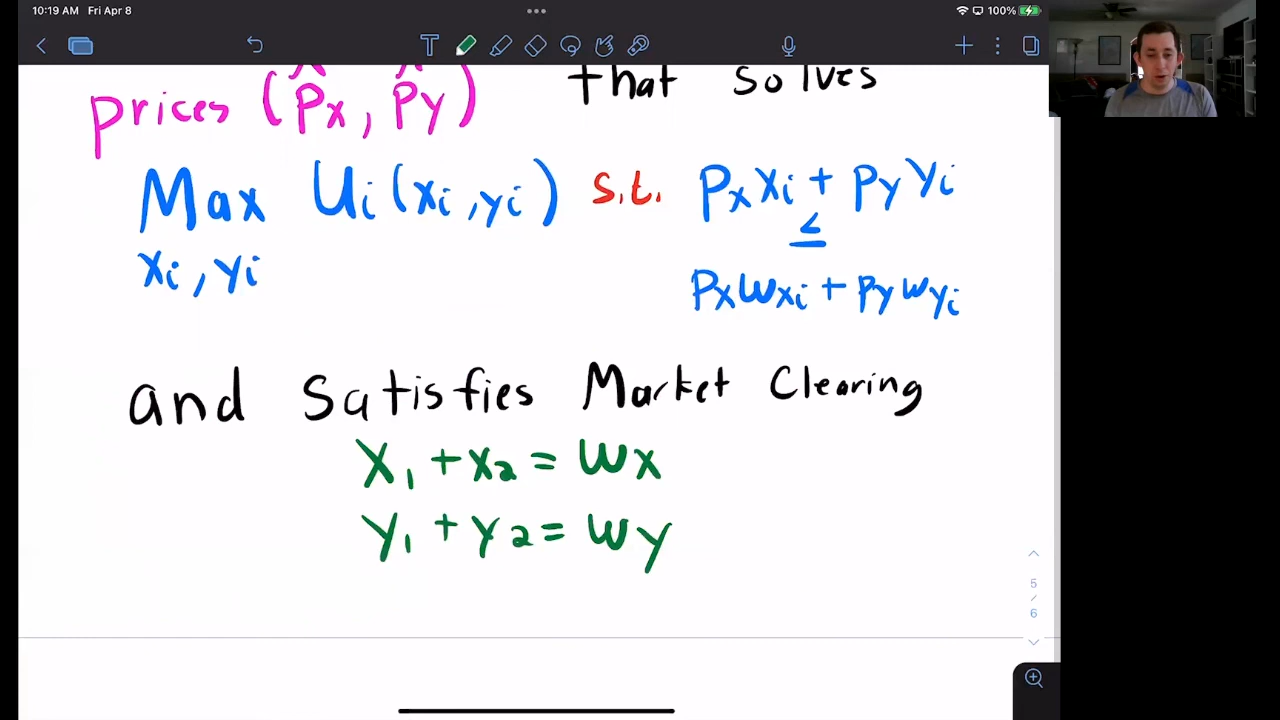 10:19 AM Fri Apr 8 100%
prices (p̂x, p̂y) that solves
Max Ui(xi, yi) s.t. pxxi + pyyi
xi, yi ≤
pxwxi + pywyi
and satisfies Market Clearing
x1 + x2 = wx
y1 + y2 = wy
5
/
6